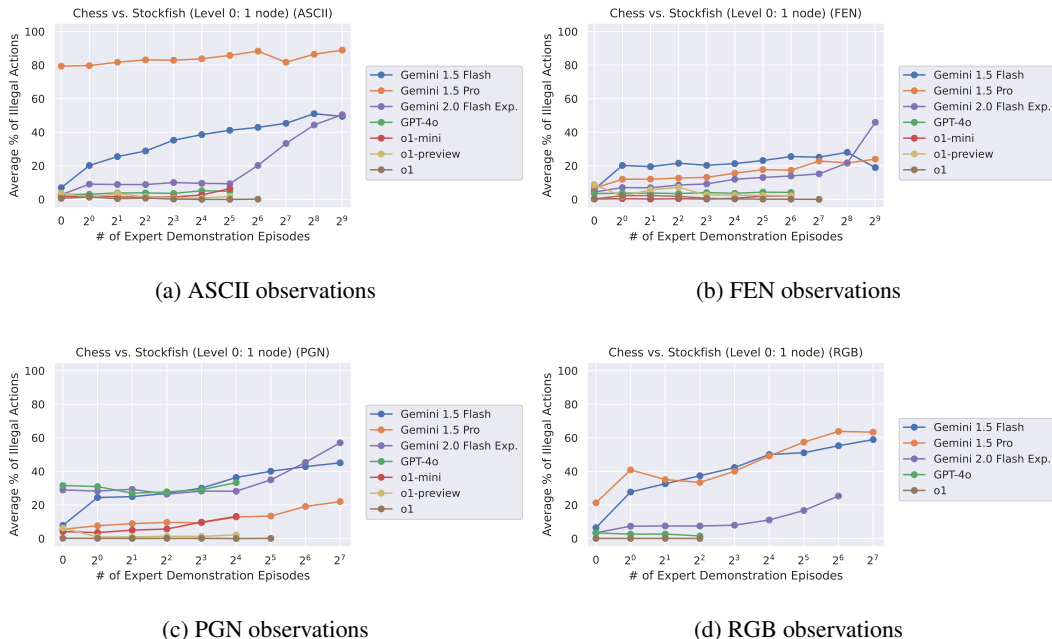 Chess vs. Stockfish (Level 0: 1 node) (ASCII)
Average % of Illegal Actions
100
80
60
40
20
0
0 2^0 2^1 2^2 2^3 2^4 2^5 2^6 2^7 2^8 2^9
# of Expert Demonstration Episodes
Gemini 1.5 Flash
Gemini 1.5 Pro
Gemini 2.0 Flash Exp.
GPT-4o
o1-mini
o1-preview
o1
(a) ASCII observations
Chess vs. Stockfish (Level 0: 1 node) (FEN)
Average % of Illegal Actions
100
80
60
40
20
0
0 2^0 2^1 2^2 2^3 2^4 2^5 2^6 2^7 2^8 2^9
# of Expert Demonstration Episodes
Gemini 1.5 Flash
Gemini 1.5 Pro
Gemini 2.0 Flash Exp.
GPT-4o
o1-mini
o1-preview
o1
(b) FEN observations
Chess vs. Stockfish (Level 0: 1 node) (PGN)
Average % of Illegal Actions
100
80
60
40
20
0
0 2^0 2^1 2^2 2^3 2^4 2^5 2^6 2^7
# of Expert Demonstration Episodes
Gemini 1.5 Flash
Gemini 1.5 Pro
Gemini 2.0 Flash Exp.
GPT-4o
o1-mini
o1-preview
o1
(c) PGN observations
Chess vs. Stockfish (Level 0: 1 node) (RGB)
Average % of Illegal Actions
100
80
60
40
20
0
0 2^0 2^1 2^2 2^3 2^4 2^5 2^6 2^7
# of Expert Demonstration Episodes
Gemini 1.5 Flash
Gemini 1.5 Pro
Gemini 2.0 Flash Exp.
GPT-4o
o1
(d) RGB observations